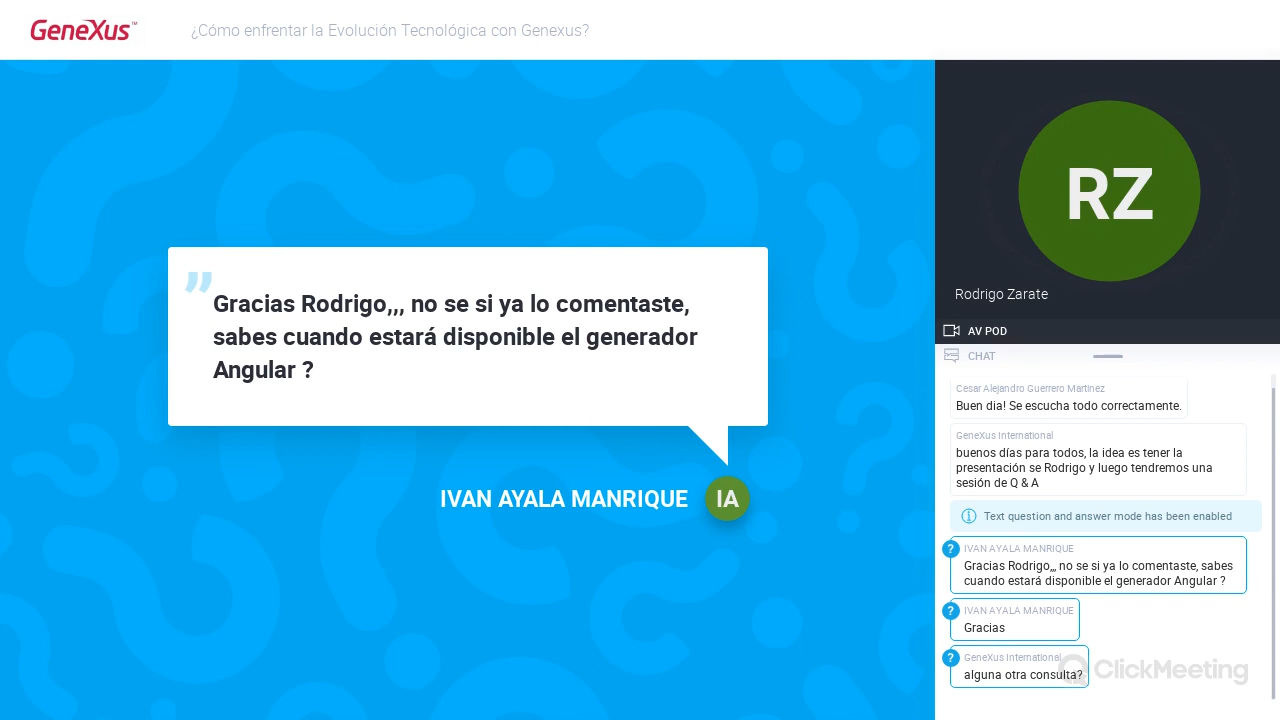 GeneXus™
¿Cómo enfrentar la Evolución Tecnológica con Genexus?
”
Gracias Rodrigo,,, no se si ya lo comentaste,
sabes cuando estará disponible el generador
Angular ?
IVAN AYALA MANRIQUE
IA
RZ
Rodrigo Zarate
AV POD
CHAT
Cesar Alejandro Guerrero Martinez
Buen dia! Se escucha todo correctamente.
GeneXus International
buenos días para todos, la idea es tener la
presentación se Rodrigo y luego tendremos una
sesión de Q & A
Text question and answer mode has been enabled
?
IVAN AYALA MANRIQUE
Gracias Rodrigo,,, no se si ya lo comentaste, sabes
cuando estará disponible el generador Angular ?
?
IVAN AYALA MANRIQUE
Gracias
?
GeneXus International
alguna otra consulta?
ClickMeeting